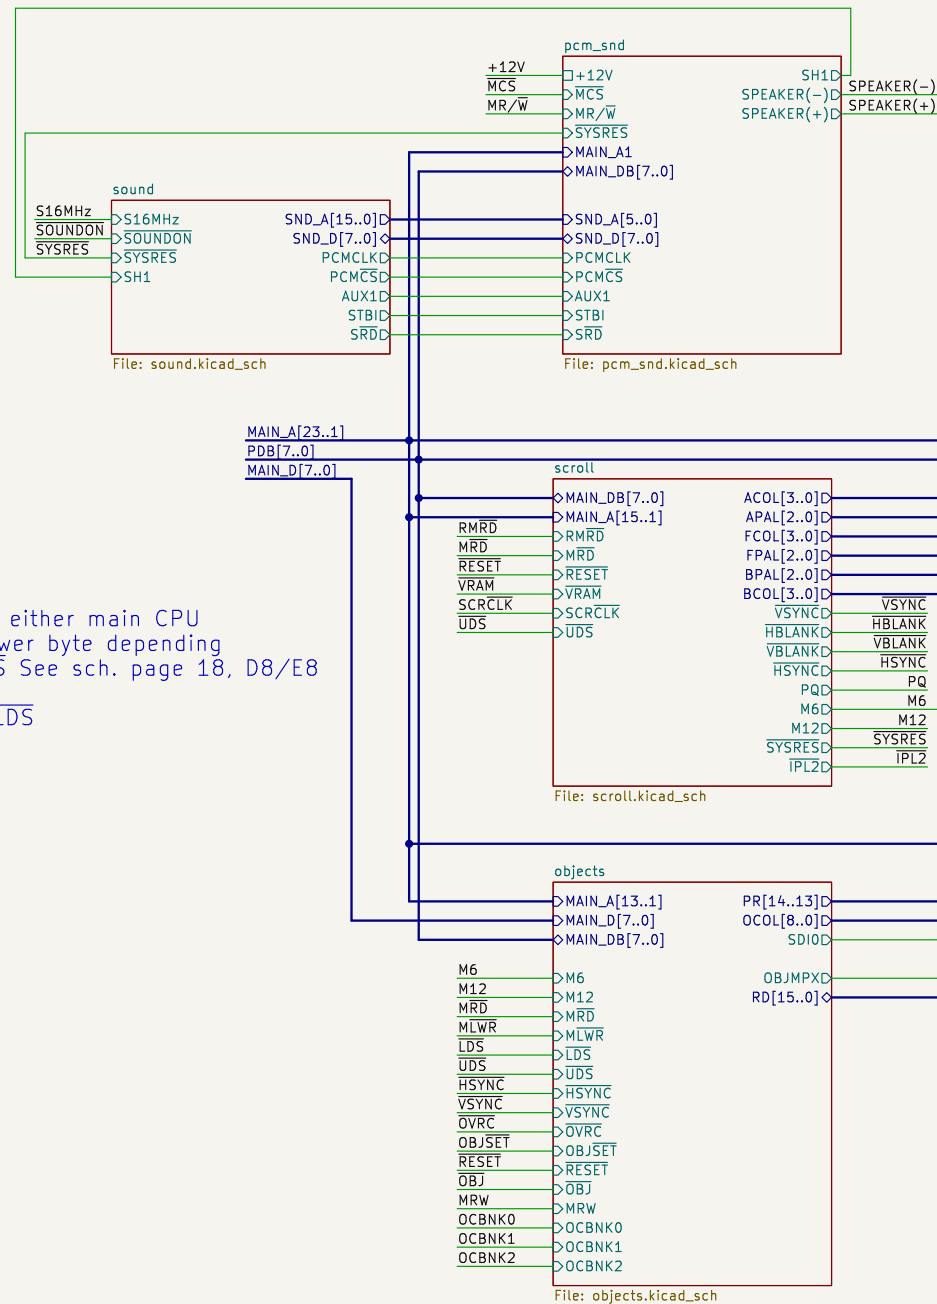 pcm_snd
+12V
MCS
MR/W
+12V
MCS
MR/W
SYSRES
MAIN_A1
MAIN_DB[7..0]
SND_A[5..0]
SND_D[7..0]
PCMCLK
PCMCS
AUX1
STBI
SRD
SH1
SPEAKER(-)
SPEAKER(+)
SPEAKER(-)
SPEAKER(+)
File: pcm_snd.kicad_sch
sound
S16MHz
SOUNDON
SYSRES
S16MHz
SOUNDON
SYSRES
SH1
SND_A[15..0]
SND_D[7..0]
PCMCLK
PCMCS
AUX1
STBI
SRD
File: sound.kicad_sch
MAIN_A[23..1]
PDB[7..0]
MAIN_D[7..0]
either main CPU
wer byte depending
S See sch. page 18, D8/E8
LDS
scroll
RMRD
MRD
RESET
VRAM
SCRCLK
UDS
MAIN_DB[7..0]
MAIN_A[15..1]
RMRD
MRD
RESET
VRAM
SCRCLK
UDS
ACOL[3..0]
APAL[2..0]
FCOL[3..0]
FPAL[2..0]
BPAL[2..0]
BCOL[3..0]
VSYNC
HBLANK
VBLANK
HSYNC
PQ
M6
M12
SYSRES
IPL2
VSYNC
HBLANK
VBLANK
HSYNC
PQ
M6
M12
SYSRES
IPL2
File: scroll.kicad_sch
objects
M6
M12
MRD
MLWR
LDS
UDS
HSYNC
VSYNC
OVRC
OBJSET
RESET
OBJ
MRW
OCBNK0
OCBNK1
OCBNK2
MAIN_A[13..1]
MAIN_D[7..0]
MAIN_DB[7..0]
M6
M12
MRD
MLWR
LDS
UDS
HSYNC
VSYNC
OVRC
OBJSET
RESET
OBJ
MRW
OCBNK0
OCBNK1
OCBNK2
PR[14..13]
OCOL[8..0]
SDI0
OBJMPX
RD[15..0]
File: objects.kicad_sch